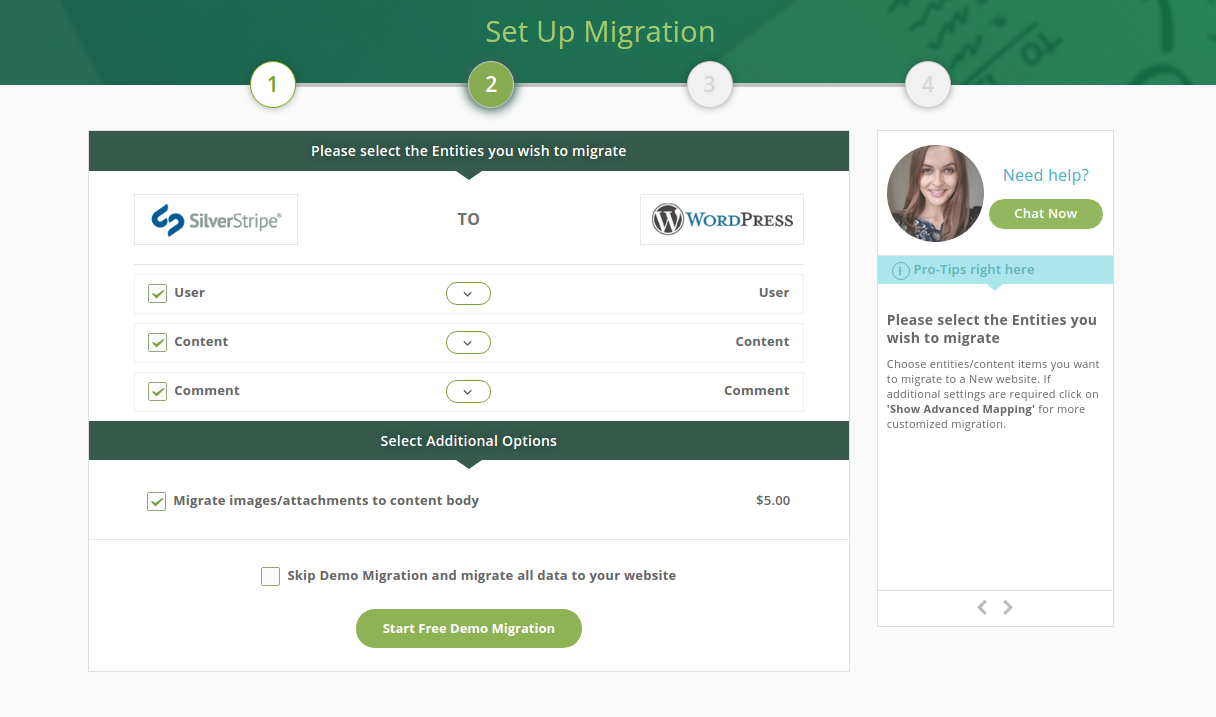 Set Up Migration
1 2 3 4
Please select the Entities you wish to migrate
SilverStripe® TO WORDPRESS
User User
Content Content
Comment Comment
Select Additional Options
Migrate images/attachments to content body $5.00
Skip Demo Migration and migrate all data to your website
Start Free Demo Migration
Need help?
Chat Now
i Pro-Tips right here
Please select the Entities you
wish to migrate
Choose entities/content items you want
to migrate to a New website. If
additional settings are required click on
'Show Advanced Mapping' for more
customized migration.